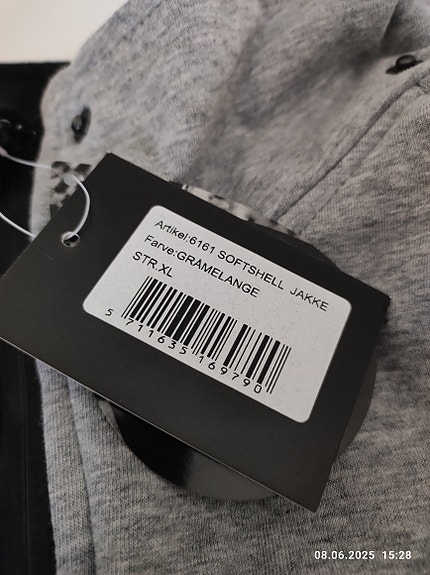 Artikel:6161 SOFTSHELL JAKKE
Farve:GRÅMELANGE
STR.XL
5 711635 169790
08.06.2025 15:28